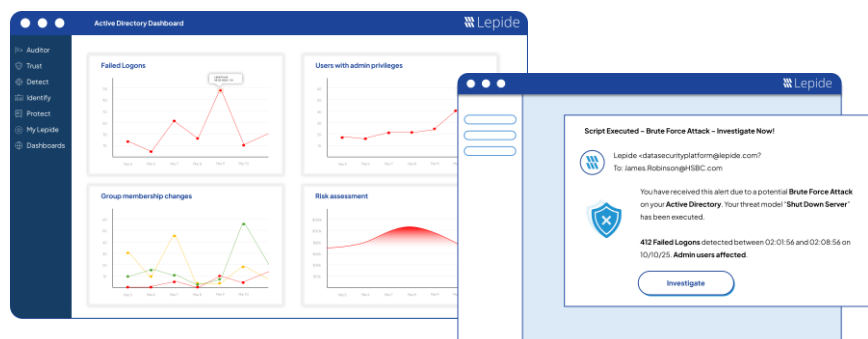 Active Directory Dashboard
Lepide
Auditor
Trust
Detect
Identify
Protect
My Lepide
Dashboards
Failed Logons
Users with admin privileges
Group membership changes
Risk assessment
Lepide
Script Executed – Brute Force Attack – Investigate Now!
Lepide <datasecurityplatform@lepide.com?
To: James.Robinson@HSBC.com
You have received this alert due to a potential Brute Force Attack
on your Active Directory. Your threat model "Shut Down Server"
has been executed.
412 Failed Logons detected between 02:01:56 and 02:08:56 on
10/10/25. Admin users affected.
Investigate